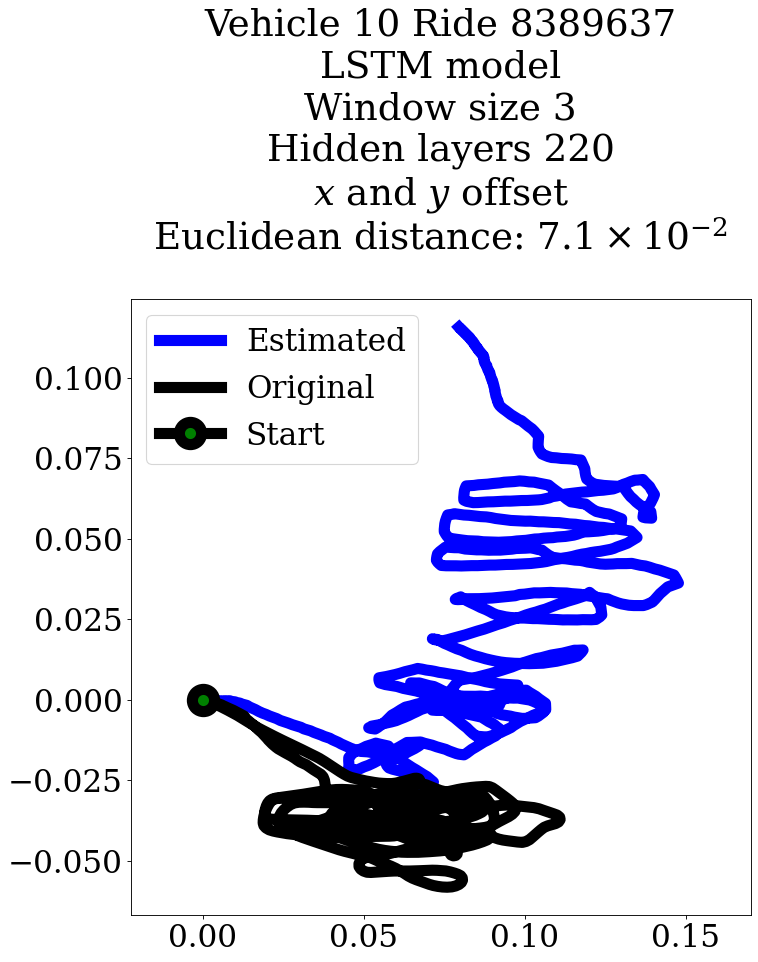 Vehicle 10 Ride 8389637
LSTM model
Window size 3
Hidden layers 220
x and y offset
Euclidean distance: 7.1 × 10⁻²
Estimated
Original
Start
0.100
0.075
0.050
0.025
0.000
−0.025
−0.050
0.00 0.05 0.10 0.15